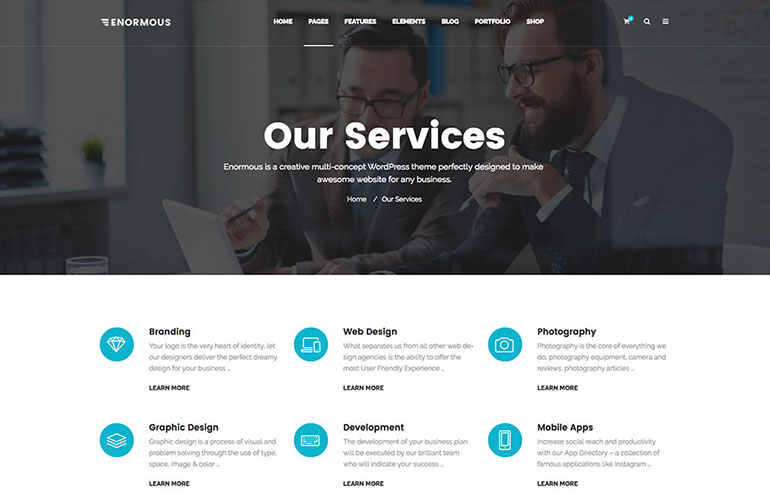 ENORMOUS
HOME PAGES FEATURES ELEMENTS BLOG PORTFOLIO SHOP
Our Services
Enormous is a creative multi-concept WordPress theme perfectly designed to make
awesome website for any business.
Home / Our Services
Branding
Your logo is the very heart of identity, let
our designers deliver the perfect dreamy
design for your business ..
LEARN MORE
Web Design
What separates us from all other web de-
sign agencies is the ability to offer the
most User Friendly Experience ..
LEARN MORE
Photography
Photography is the core of everything we
do, photography equipment, camera and
reviews, photography articles ..
LEARN MORE
Graphic Design
Graphic design is a process of visual and
problem solving through the use of type,
space, image & color ..
LEARN MORE
Development
The development of your business plan
will be executed by our brilliant team
who will indicate your success ..
LEARN MORE
Mobile Apps
Increase social reach and productivity
with our App Directory – a collection of
famous applications like Instagram ..
LEARN MORE